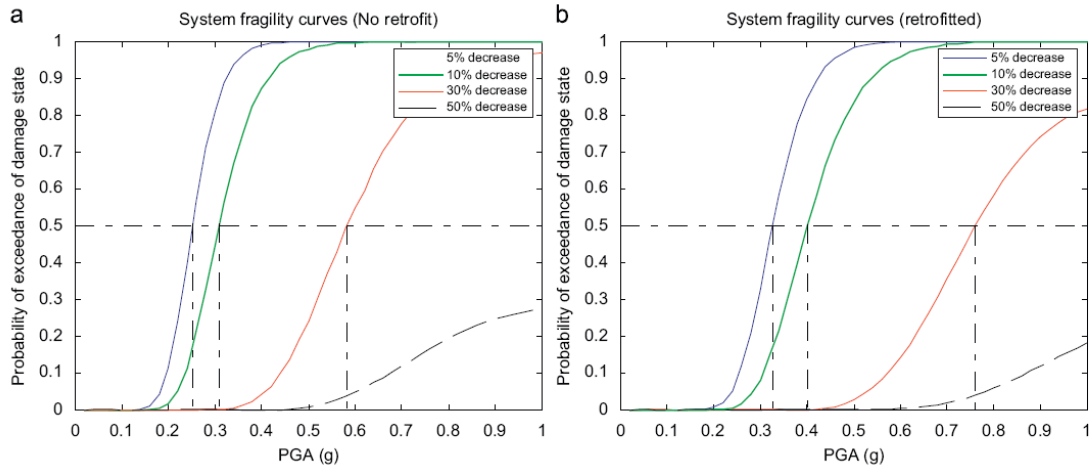 a
System fragility curves (No retrofit)
Probability of exceedance of damage state
1
0.9
0.8
0.7
0.6
0.5
0.4
0.3
0.2
0.1
0
5% decrease
10% decrease
30% decrease
50% decrease
0 0.1 0.2 0.3 0.4 0.5 0.6 0.7 0.8 0.9 1
PGA (g)
b
System fragility curves (retrofitted)
Probability of exceedance of damage state
1
0.9
0.8
0.7
0.6
0.5
0.4
0.3
0.2
0.1
0
5% decrease
10% decrease
30% decrease
50% decrease
0 0.1 0.2 0.3 0.4 0.5 0.6 0.7 0.8 0.9 1
PGA (g)